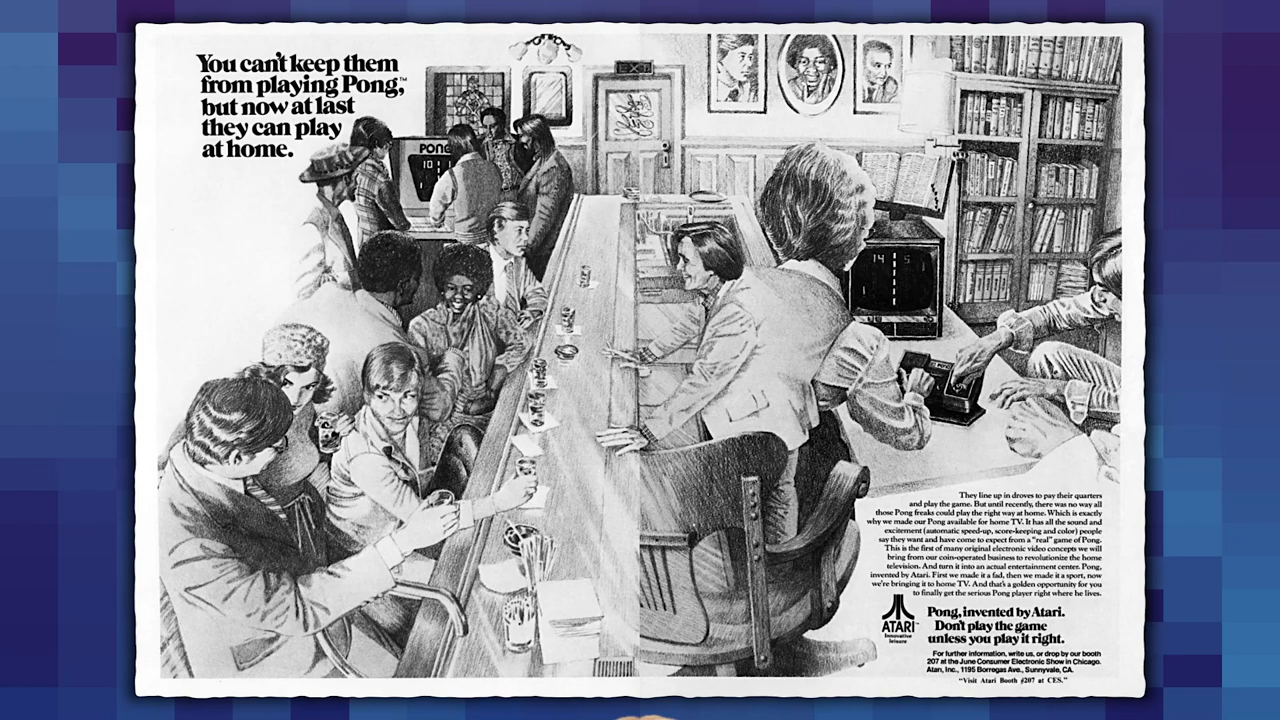 You can't keep them
from playing Pong,™
but now at last
they can play
at home.
PONG
10 1
14 5
They line up in droves to pay their quarters
and play the game. But until recently, there was no way all
those Pong freaks could play the right way at home. Which is exactly
why we made our Pong available for home TV. It has all the sound and
excitement (automatic speed-up, score-keeping and color) people
say they want and have come to expect from a "real" game of Pong.
This is the first of many original electronic video concepts we will
bring from our coin-operated business to revolutionize the home
television. And turn it into an actual entertainment center. Pong,
invented by Atari. First we made it a fad, then we made it a sport, now
we're bringing it to home TV. And that's a golden opportunity for you
to finally get the serious Pong player right where he lives.
ATARI™
Innovative
leisure
Pong, invented by Atari.
Don't play the game
unless you play it right.
For further information, write us, or drop by our booth
207 at the June Consumer Electronic Show in Chicago.
Atari, Inc., 1195 Borregas Ave., Sunnyvale, CA.
"Visit Atari Booth #207 at CES."